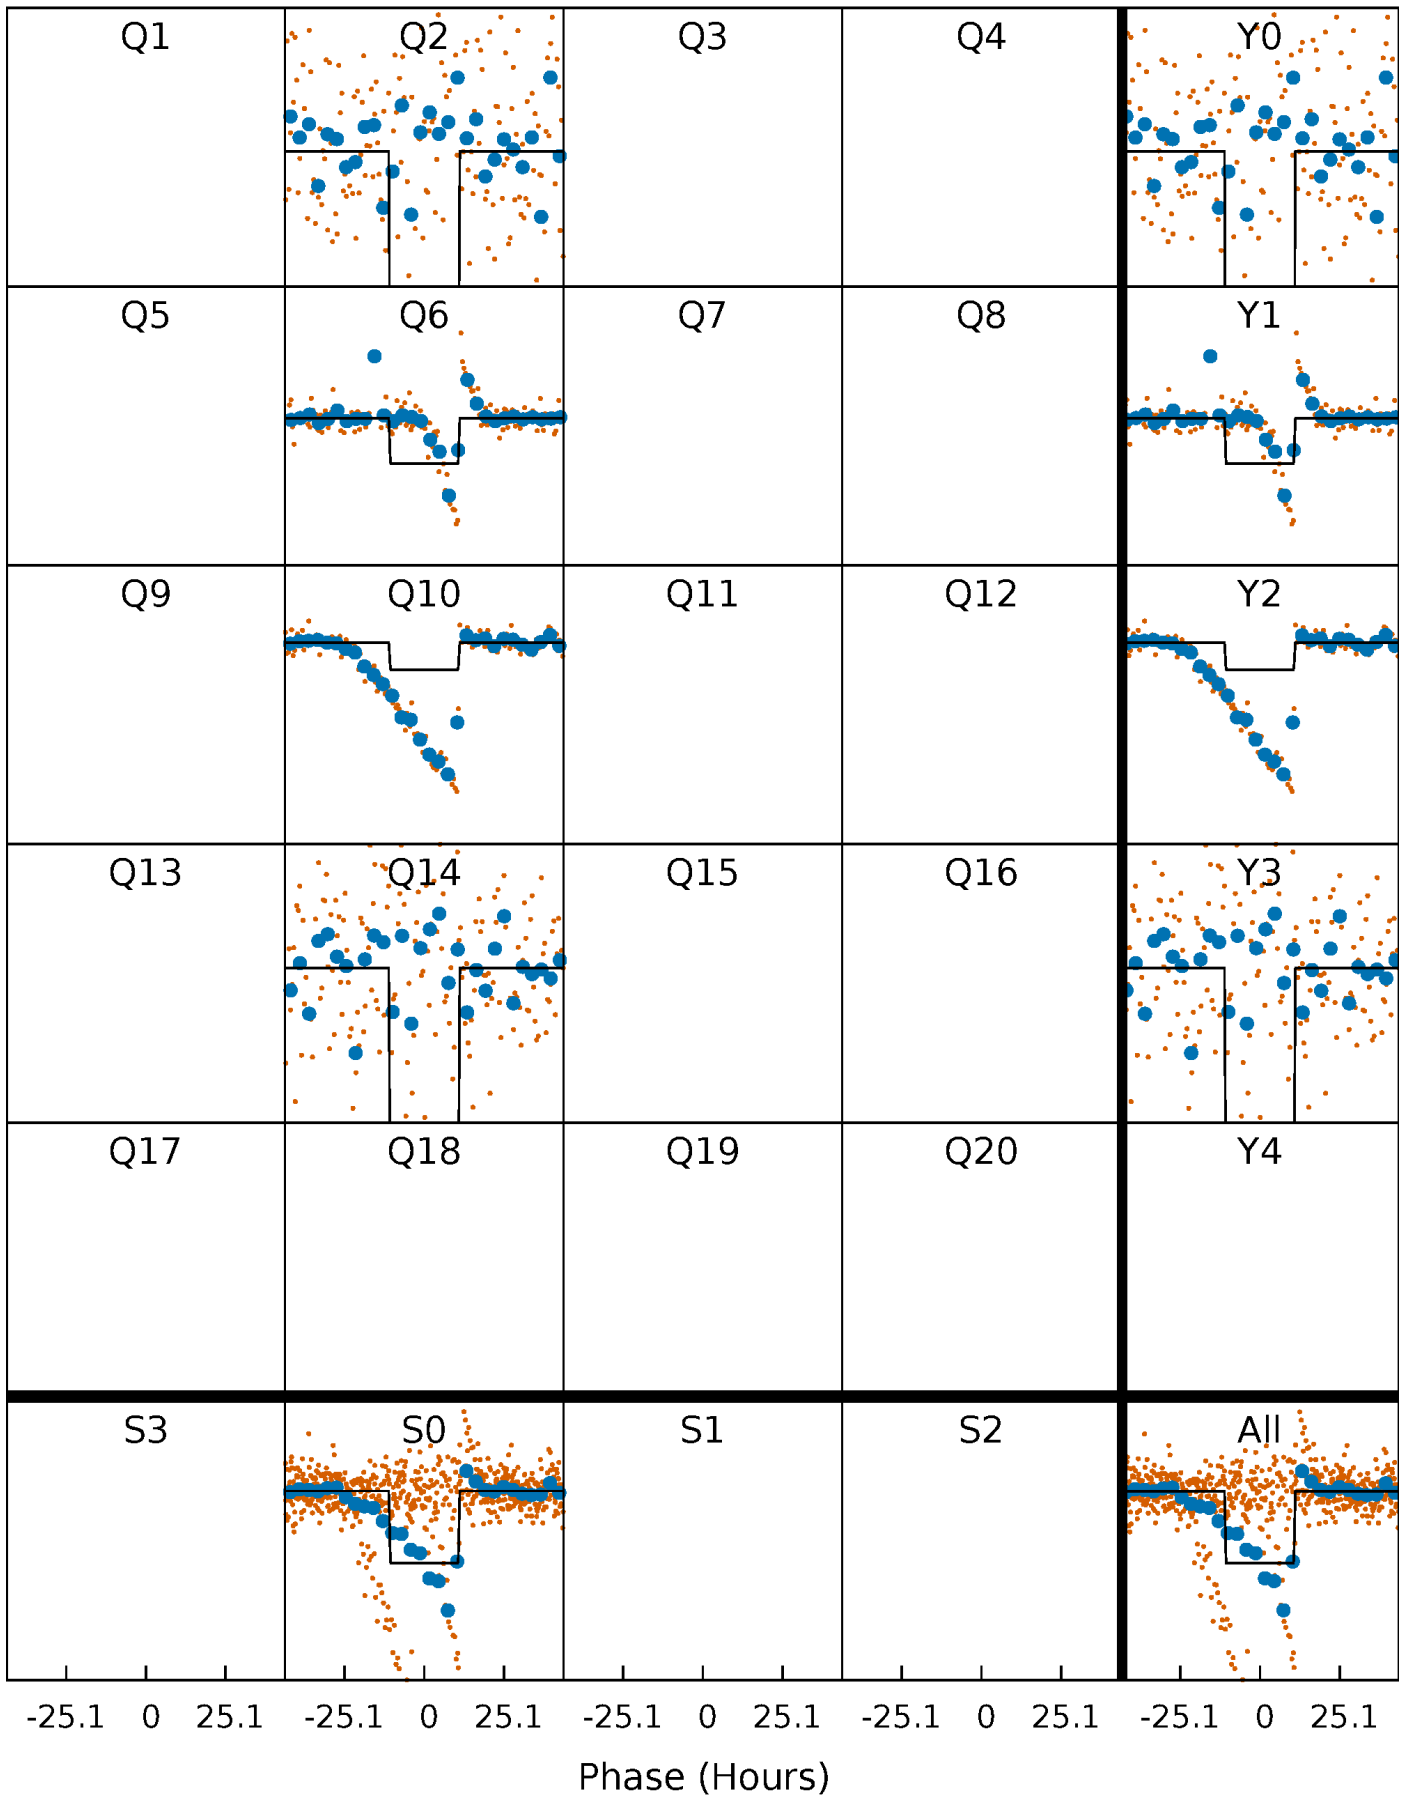 Q1 Q2 Q3 Q4 Y0
Q5 Q6 Q7 Q8 Y1
Q9 Q10 Q11 Q12 Y2
Q13 Q14 Q15 Q16 Y3
Q17 Q18 Q19 Q20 Y4
S3 S0 S1 S2 All
-25.1 0 25.1 -25.1 0 25.1 -25.1 0 25.1 -25.1 0 25.1 -25.1 0 25.1
Phase (Hours)